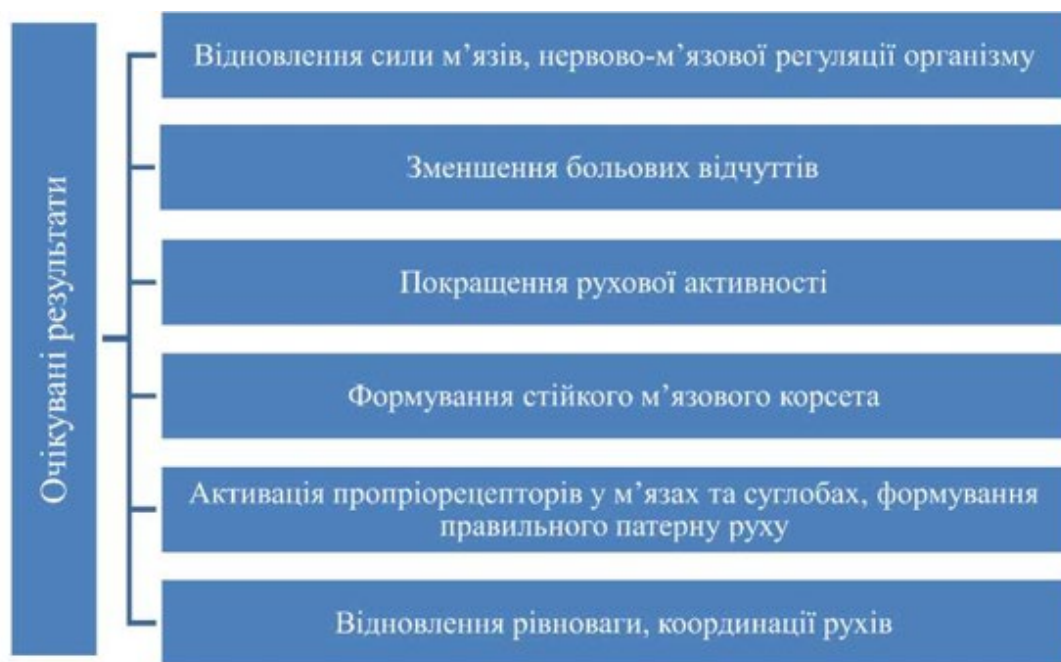 Очікувані результати
Відновлення сили м’язів, нервово-м’язової регуляції організму
Зменшення больових відчуттів
Покращення рухової активності
Формування стійкого м’язового корсета
Активація пропріорецепторів у м’язах та суглобах, формування
правильного патерну руху
Відновлення рівноваги, координації рухів